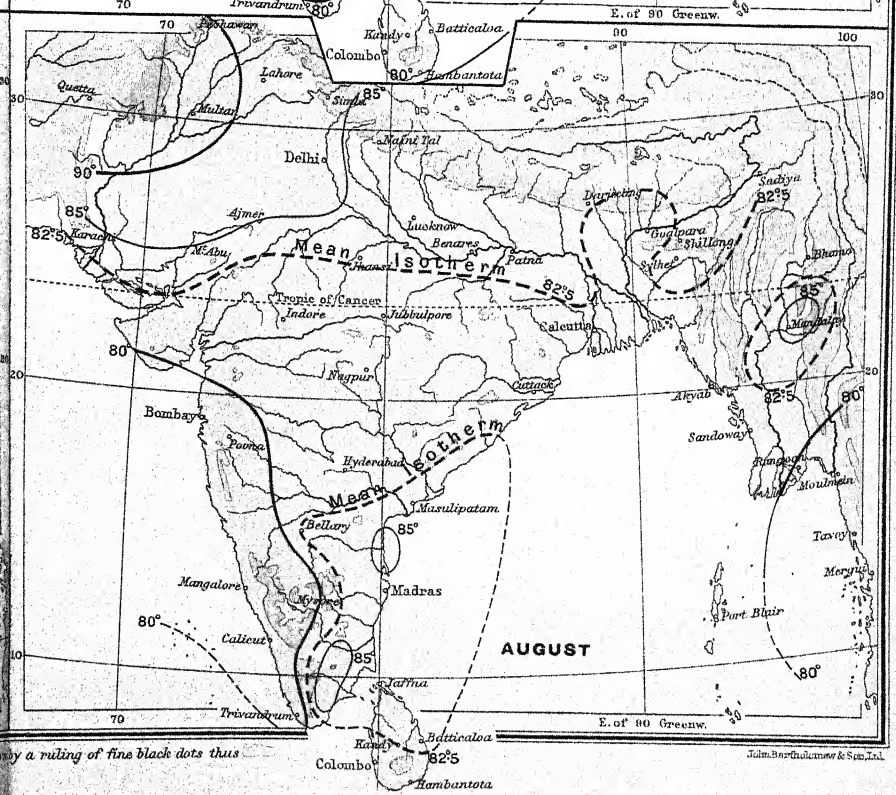 70
Trivandrum
80°
Kandy
Batticaloa
Colombo
80°
Hambantota
E. of 90 Greenw.
70
Peshawar
90
100
Quetta
Lahore
30
Multan
Simla
85°
30
Naini Tal
Delhi
90°
Darjeeling
Sadiya
82°5
85°
Ajmer
Lucknow
Goalpara
Shillong
82°5
Karachi
Mt. Abu
Mean Isotherm
Benares
Patna
Sylhet
Bhamo
Jhansi
82°5
85°
Tropic of Cancer
Indore
Jubbulpore
Calcutta
Mandalay
80°
20
Nagpur
Cuttack
Akyab
82°5
20
80°
Bombay
Poona
Mean Isotherm
Sandoway
Hyderabad
Rangoon
Moulmein
Masulipatam
Bellary
85°
Tavoy
Mangalore
Mysore
Madras
Mergui
80°
Port Blair
Calicut
AUGUST
10
85°
80°
Jaffna
70
Trivandrum
E. of 90 Greenw.
by a ruling of fine black dots thus
Kandy
Batticaloa
82°5
John Bartholomew & Son, Ltd.
Colombo
Hambantota